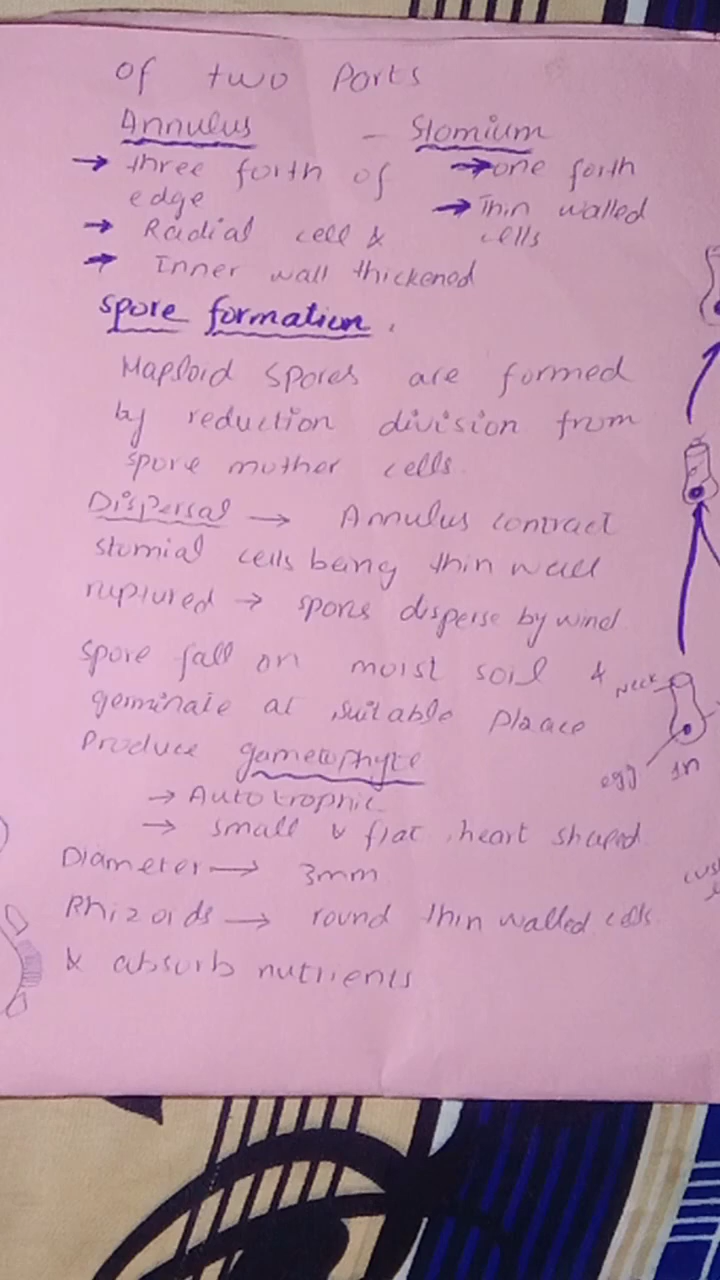 of two Parts
Annulus - Stomium
→ three forth of → one forth
edge → Thin walled
→ Radial cell & cells
→ Inner wall thickened
spore formation.
Haploid spores are formed
by reduction division from
spore mother cells.
Dispersal → Annulus contract
stomial cells being thin wall
ruptured → spors disperse by wind.
spore fall on moist soil &
germinate at suitable plaace
Produce gametophyte
→ Autotrophic
→ small & flat, heart shaped.
Diameter → 3mm
Rhizoids → round thin walled cells
& absorb nutrients
Neck
egg
1n